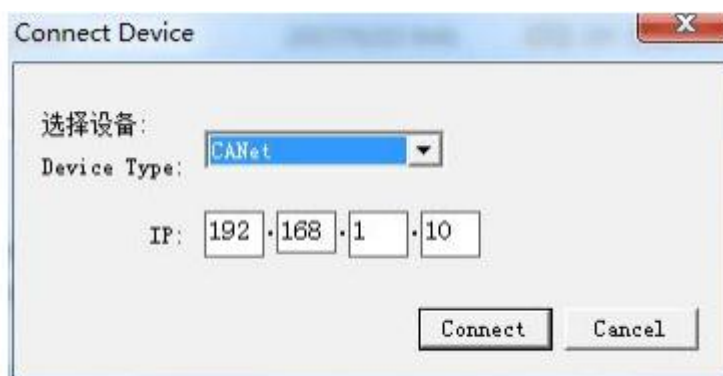 Connect Device
X
选择设备:
Device Type:
CANet
IP: 192.168.1.10
Connect Cancel